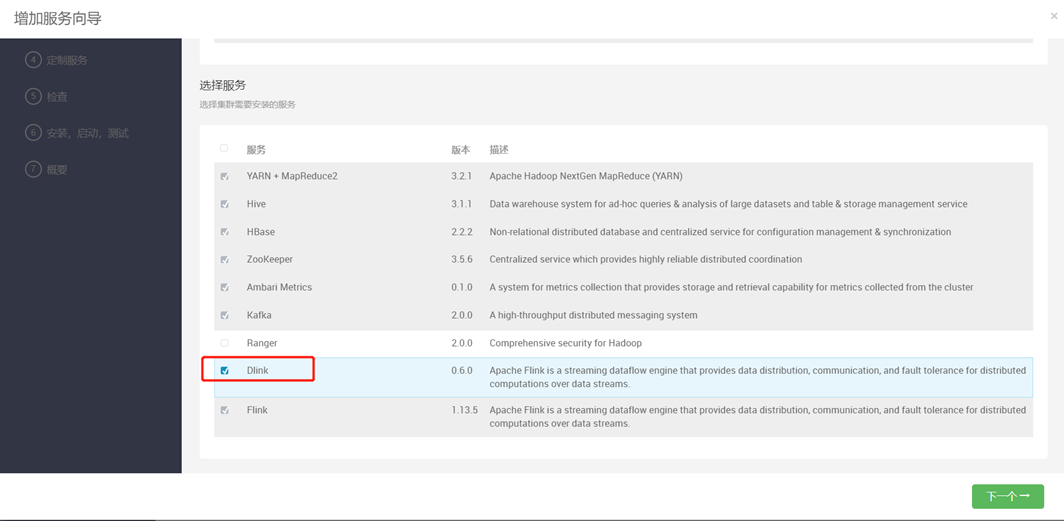 增加服务向导
×
4 定制服务
5 检查
6 安装，启动，测试
7 概要
选择服务
选择集群需要安装的服务
服务 版本 描述
YARN + MapReduce2 3.2.1 Apache Hadoop NextGen MapReduce (YARN)
Hive 3.1.1 Data warehouse system for ad-hoc queries & analysis of large datasets and table & storage management service
HBase 2.2.2 Non-relational distributed database and centralized service for configuration management & synchronization
ZooKeeper 3.5.6 Centralized service which provides highly reliable distributed coordination
Ambari Metrics 0.1.0 A system for metrics collection that provides storage and retrieval capability for metrics collected from the cluster
Kafka 2.0.0 A high-throughput distributed messaging system
Ranger 2.0.0 Comprehensive security for Hadoop
Dlink 0.6.0 Apache Flink is a streaming dataflow engine that provides data distribution, communication, and fault tolerance for distributed
computations over data streams.
Flink 1.13.5 Apache Flink is a streaming dataflow engine that provides data distribution, communication, and fault tolerance for distributed
computations over data streams.
下一个 →